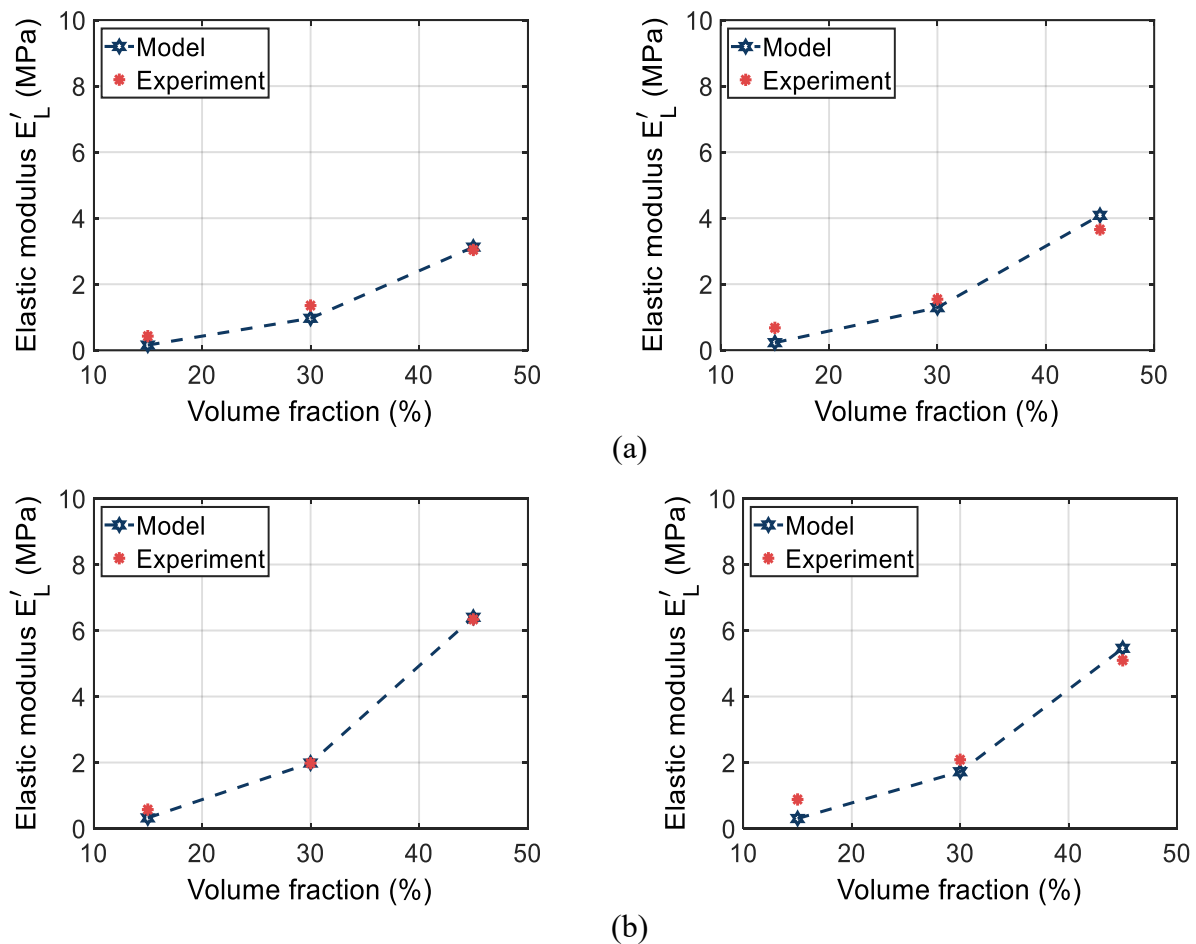 Elastic modulus E′L (MPa)
10
8
6
4
2
0
Model
Experiment
10 20 30 40 50
Volume fraction (%)
Elastic modulus E′L (MPa)
10
8
6
4
2
0
Model
Experiment
10 20 30 40 50
Volume fraction (%)
(a)
Elastic modulus E′L (MPa)
10
8
6
4
2
0
Model
Experiment
10 20 30 40 50
Volume fraction (%)
Elastic modulus E′L (MPa)
10
8
6
4
2
0
Model
Experiment
10 20 30 40 50
Volume fraction (%)
(b)